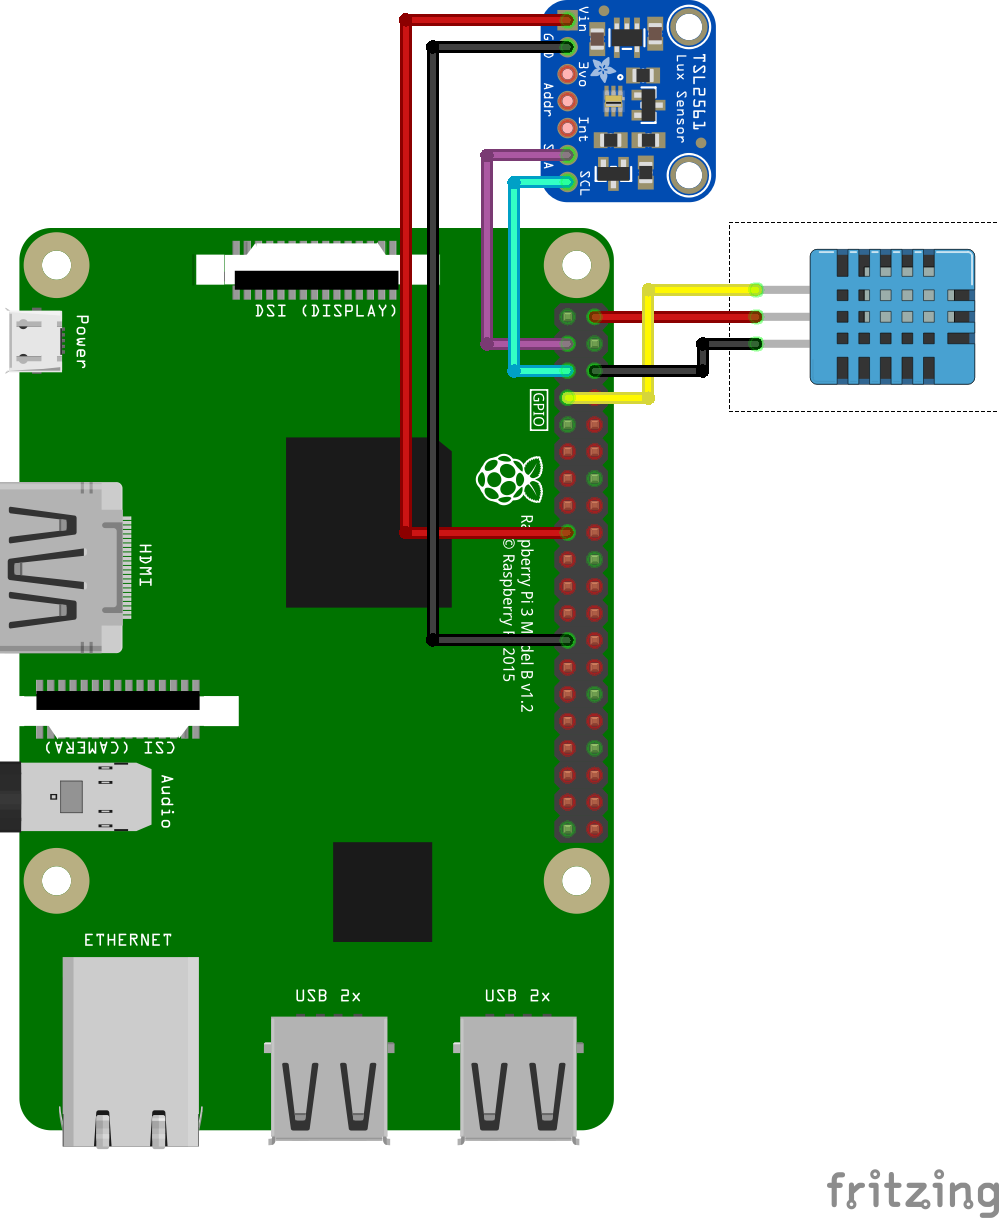 Vin
GND
3vo
Addr
Int
SDA
SCL
TSL2561
Lux Sensor
DSI (DISPLAY)
Power
GPIO
HDMI
Raspberry Pi 3 Model B v1.2
© Raspberry Pi 2015
CSI (CAMERA)
Audio
ETHERNET
USB 2x
USB 2x
fritzing